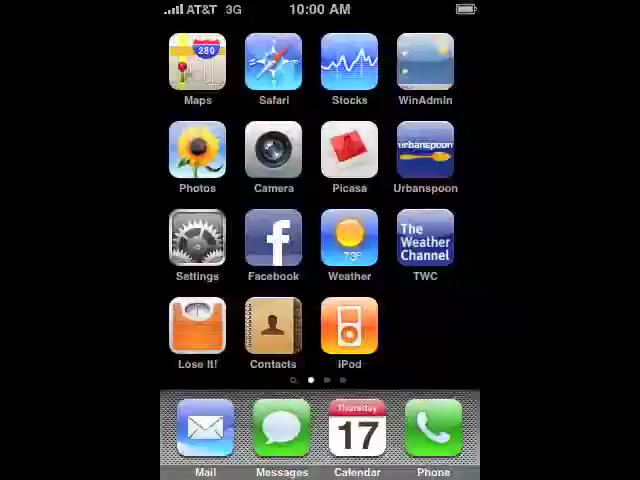 AT&T 3G 10:00 AM
280
Maps Safari Stocks WinAdmin
urbanspoon
Photos Camera Picasa Urbanspoon
73°
The
Weather
Channel
Settings Facebook Weather TWC
Lose It! Contacts iPod
Thursday
17
Mail Messages Calendar Phone